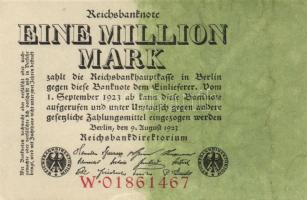 Reichsbanknote
EINE MILLION
MARK
zahlt die Reichsbankhauptkasse in Berlin
gegen diese Banknote dem Einlieferer. Vom
1. September 1923 ab kann diese Banknote
aufgerufen und unter Umtausch gegen andere
gesetzliche Zahlungsmittel eingezogen werden
Berlin, den 9. August 1923
Reichsbankdirektorium
W·01861467